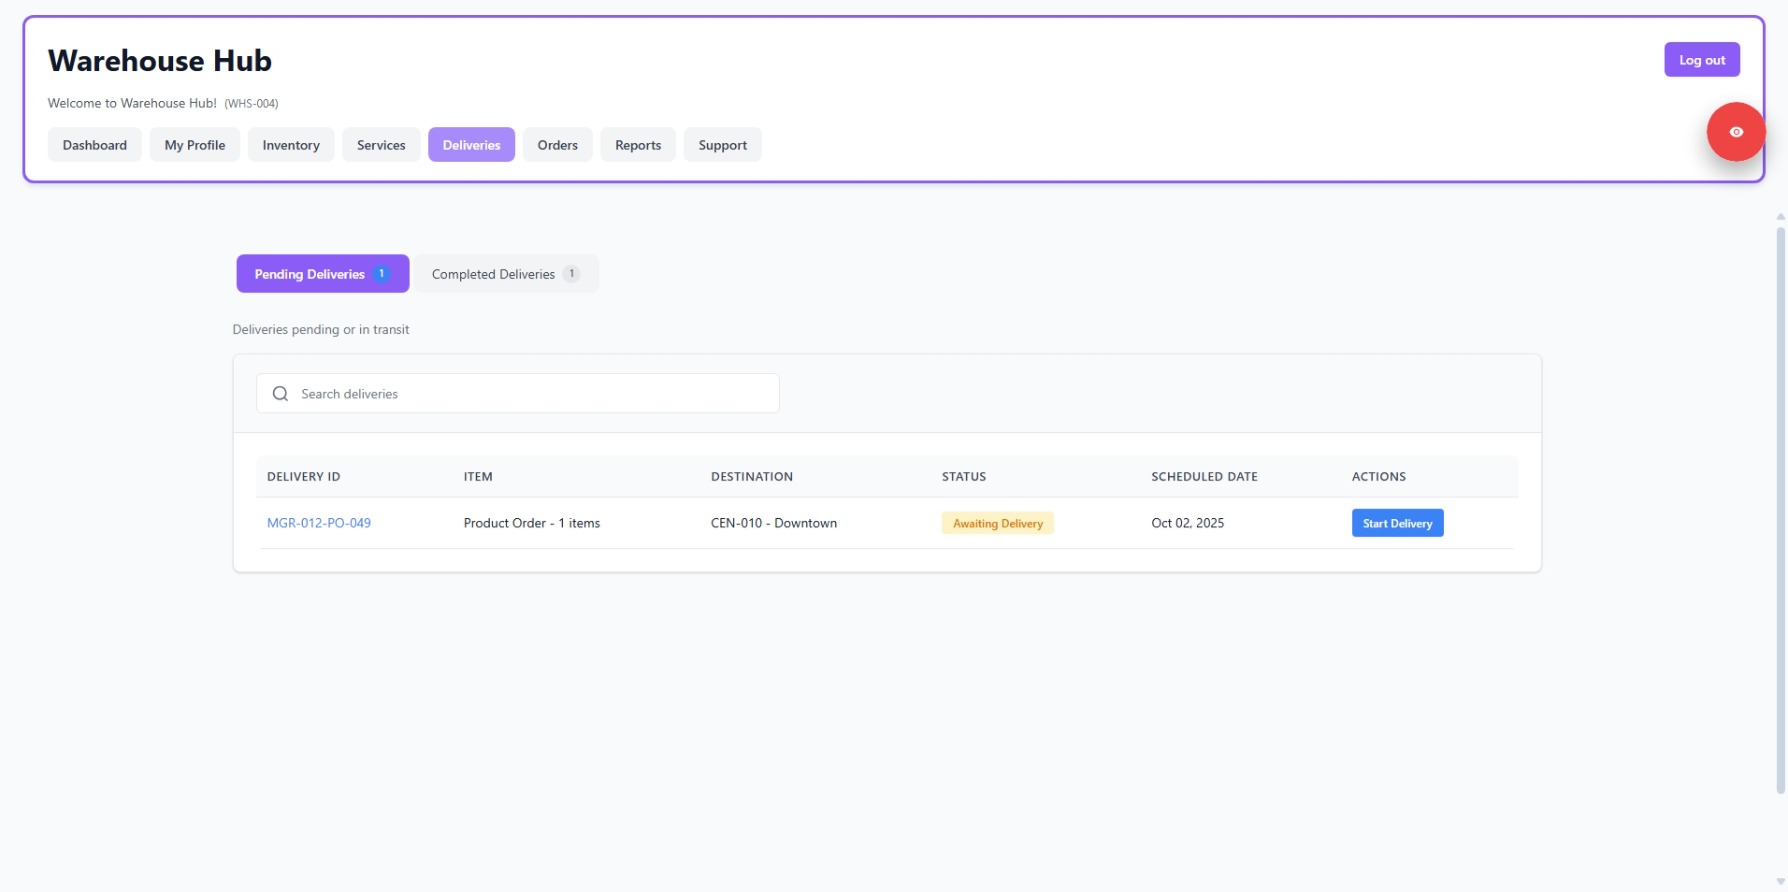 Warehouse Hub
Log out
Welcome to Warehouse Hub! (WHS-004)
Dashboard My Profile Inventory Services Deliveries Orders Reports Support
Pending Deliveries 1 Completed Deliveries 1
Deliveries pending or in transit
Search deliveries
DELIVERY ID ITEM DESTINATION STATUS SCHEDULED DATE ACTIONS
MGR-012-PO-049 Product Order - 1 items CEN-010 - Downtown Awaiting Delivery Oct 02, 2025 Start Delivery